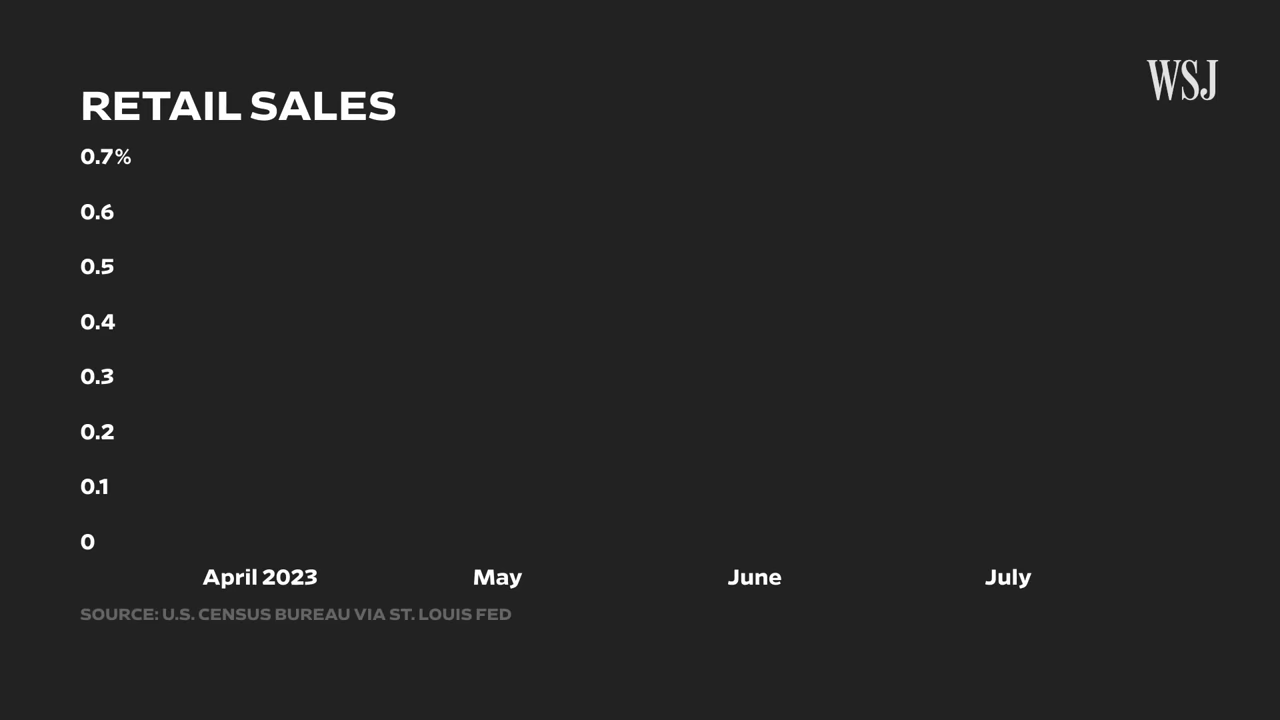 WSJ
RETAIL SALES
0.7%
0.6
0.5
0.4
0.3
0.2
0.1
0
April 2023 May June July
SOURCE: U.S. CENSUS BUREAU VIA ST. LOUIS FED